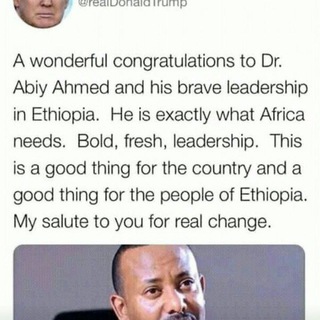 @realDonaldTrump
A wonderful congratulations to Dr.
Abiy Ahmed and his brave leadership
in Ethiopia. He is exactly what Africa
needs. Bold, fresh, leadership. This
is a good thing for the country and a
good thing for the people of Ethiopia.
My salute to you for real change.